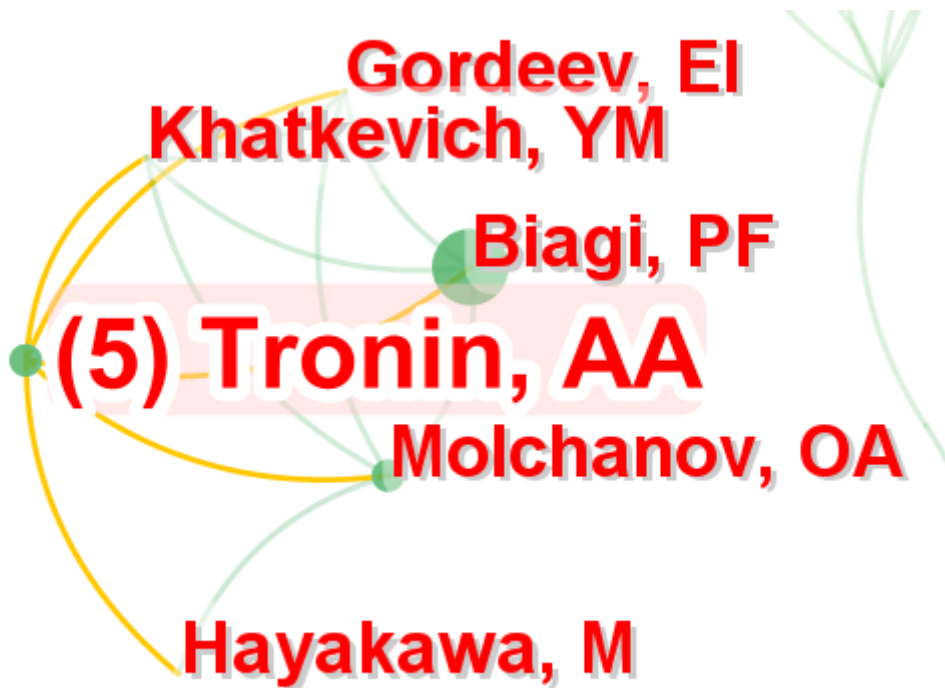 Gordeev, EI
Khatkevich, YM
Biagi, PF
(5) Tronin, AA
Molchanov, OA
Hayakawa, M